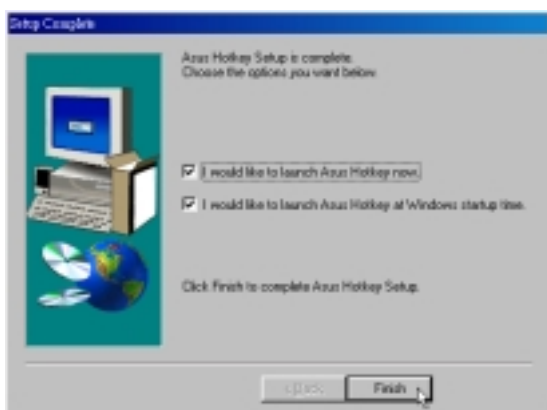 Setup Complete
Asus Hotkey Setup is complete.
Choose the options you want below.
I would like to launch Asus Hotkey now.
I would like to launch Asus Hotkey at Windows startup time.
Click Finish to complete Asus Hotkey Setup.
< Back
Finish